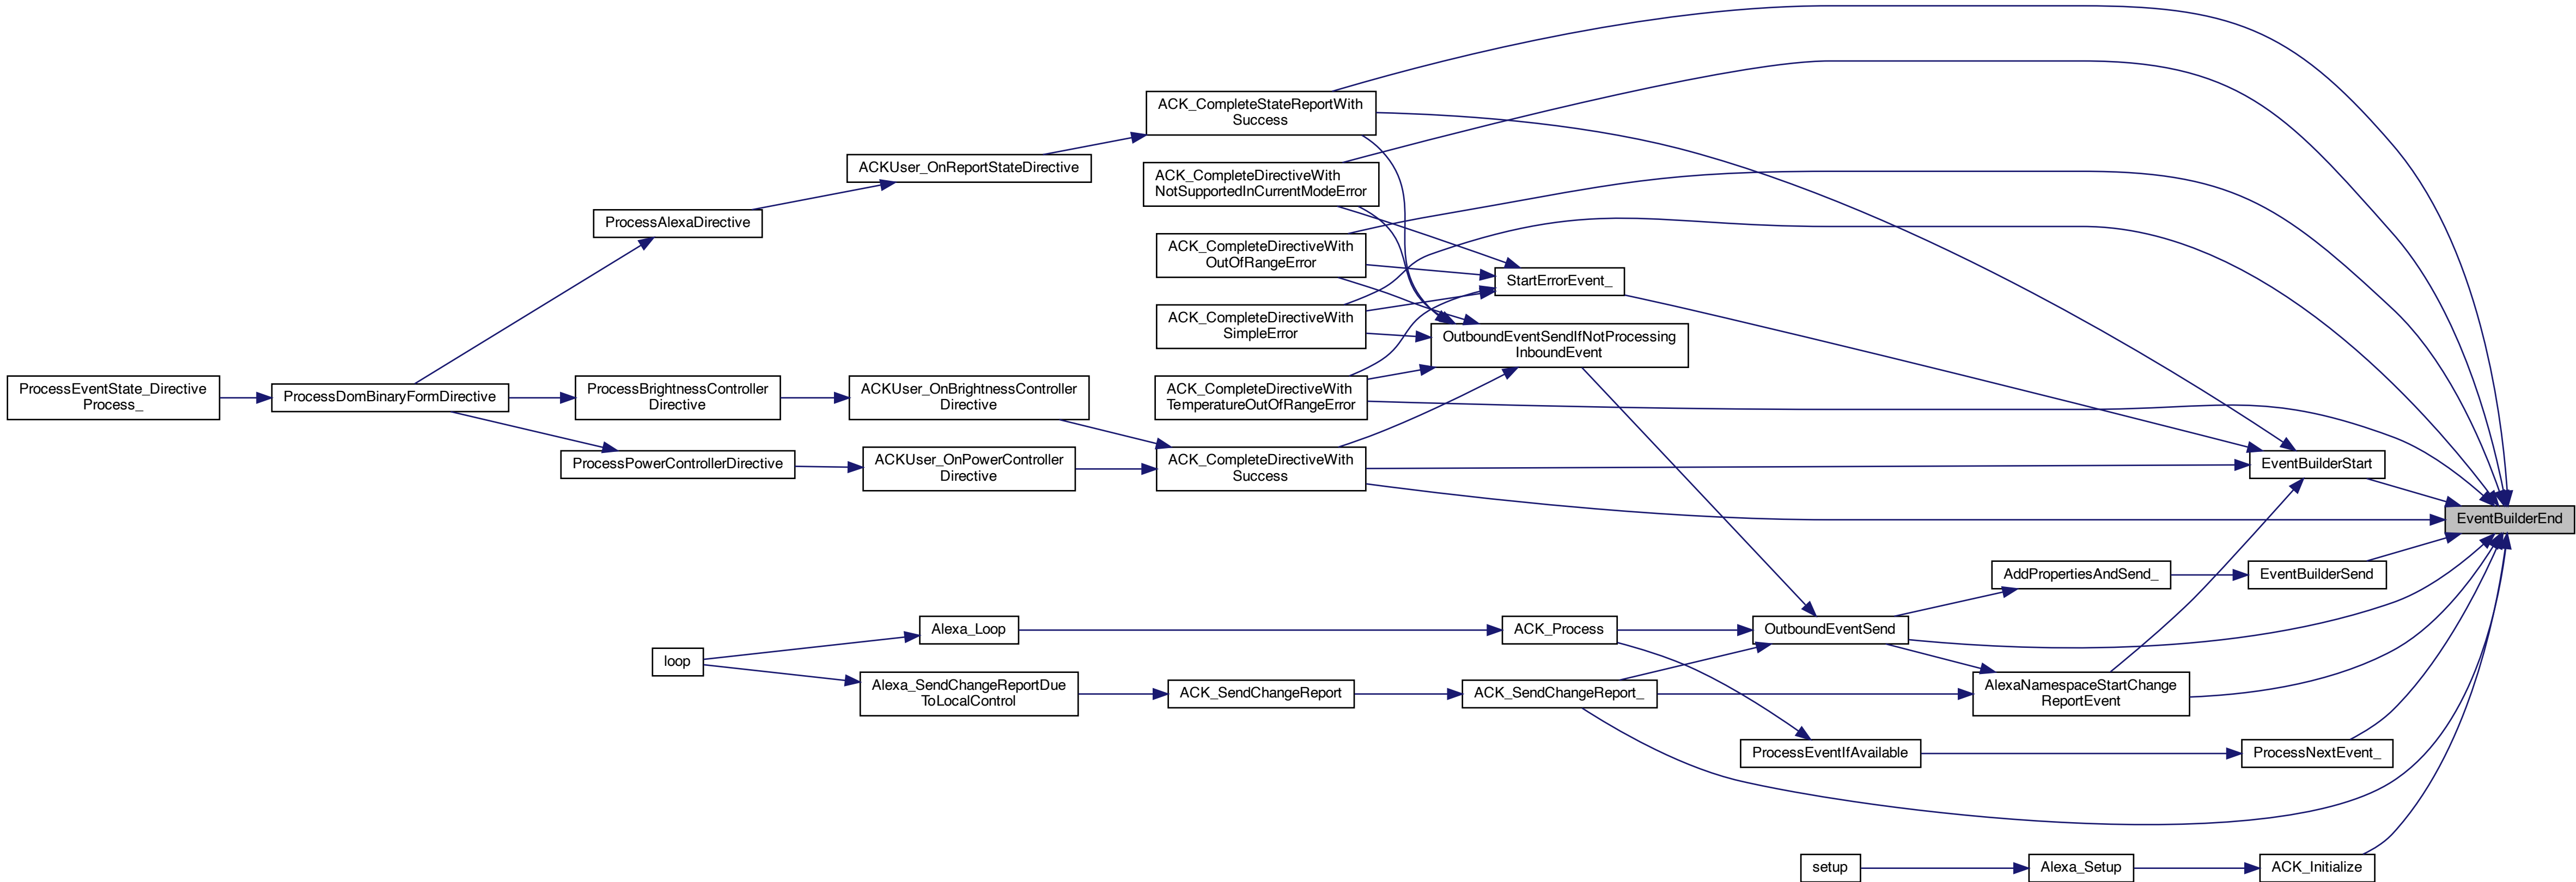 ACK_CompleteStateReportWith
Success
ACKUser_OnReportStateDirective
ACK_CompleteDirectiveWith
NotSupportedInCurrentModeError
ProcessAlexaDirective
ACK_CompleteDirectiveWith
OutOfRangeError
StartErrorEvent_
ACK_CompleteDirectiveWith
SimpleError
OutboundEventSendIfNotProcessing
InboundEvent
ProcessEventState_Directive
Process_
ProcessDomBinaryFormDirective
ProcessBrightnessController
Directive
ACKUser_OnBrightnessController
Directive
ACK_CompleteDirectiveWith
TemperatureOutOfRangeError
ProcessPowerControllerDirective
ACKUser_OnPowerController
Directive
ACK_CompleteDirectiveWith
Success
EventBuilderStart
EventBuilderEnd
AddPropertiesAndSend_
EventBuilderSend
Alexa_Loop
ACK_Process
OutboundEventSend
loop
Alexa_SendChangeReportDue
ToLocalControl
ACK_SendChangeReport
ACK_SendChangeReport_
AlexaNamespaceStartChange
ReportEvent
ProcessEventIfAvailable
ProcessNextEvent_
setup
Alexa_Setup
ACK_Initialize